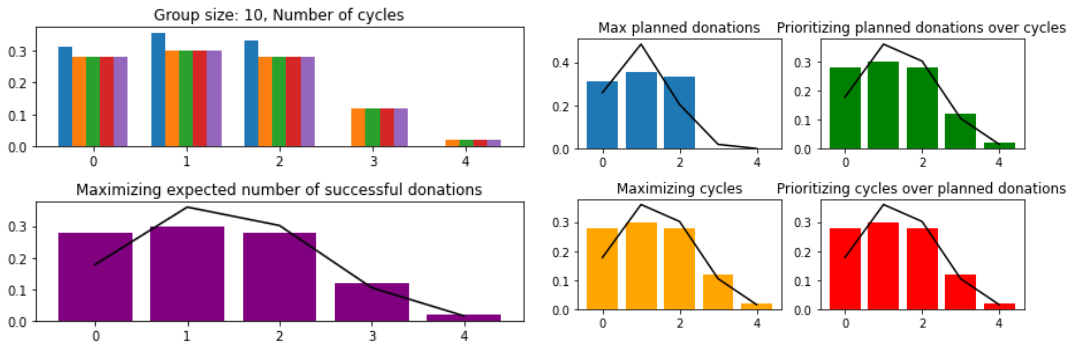 Group size: 10, Number of cycles
0.3
0.2
0.1
0.0
0 1 2 3 4
Maximizing expected number of successful donations
0.3
0.2
0.1
0.0
0 1 2 3 4
Max planned donations
0.4
0.2
0.0
0 2 4
Prioritizing planned donations over cycles
0.3
0.2
0.1
0.0
0 2 4
Maximizing cycles
0.3
0.2
0.1
0.0
0 2 4
Prioritizing cycles over planned donations
0.3
0.2
0.1
0.0
0 2 4